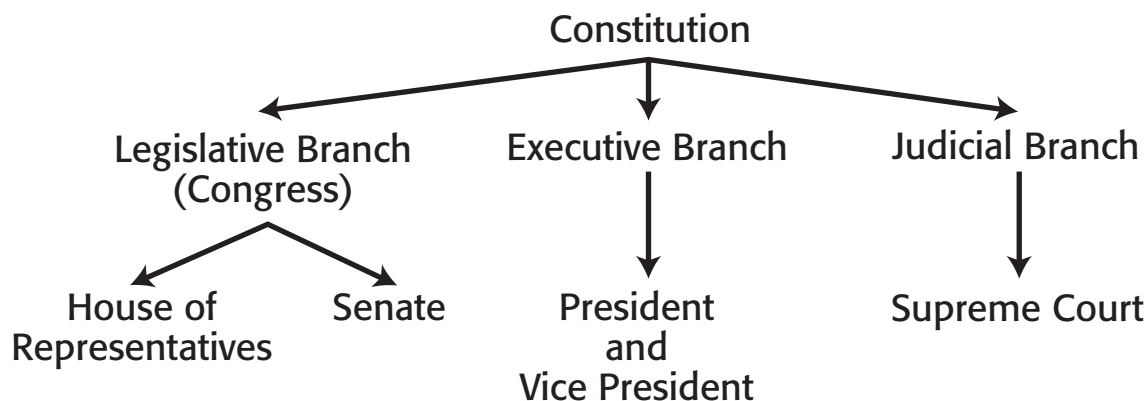 Constitution
Legislative Branch
(Congress)
Executive Branch
Judicial Branch
House of
Representatives
Senate
President
and
Vice President
Supreme Court